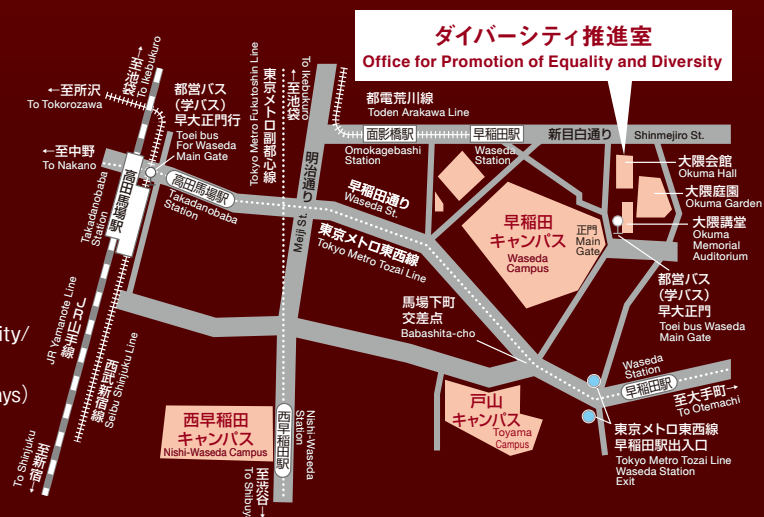 ダイバーシティ推進室
Office for Promotion of Equality and Diversity
←至所沢
To Tokorozawa
←至池袋
To Ikebukuro
都営バス
(学バス)
早大正門行
Toei bus
For Waseda
Main Gate
東京メトロ副都心線
Tokyo Metro Fukutoshin Line
←至池袋
To Ikebukuro
都電荒川線
Toden Arakawa Line
面影橋駅
Omokagebashi
Station
早稲田駅
Waseda
Station
新目白通り
Shinmejiro St.
←至中野
To Nakano
高田馬場駅
Takadanobaba
Station
高田馬場駅
Takadanobaba
Station
明治通り
Meiji St.
早稲田通り
Waseda St.
東京メトロ東西線
Tokyo Metro Tozai Line
早稲田
キャンパス
Waseda
Campus
正門
Main
Gate
大隈会館
Okuma Hall
大隈庭園
Okuma Garden
大隈講堂
Okuma
Memorial
Auditorium
都営バス
(学バス)
早大正門
Toei bus Waseda
Main Gate
馬場下町
交差点
Babashita-cho
JR山手線
JR Yamanote Line
西武新宿線
Seibu Shinjuku Line
ity/
ays)
至新宿→
To Shinjuku
西早稲田
キャンパス
Nishi-Waseda Campus
西早稲田駅
Nishi-Waseda
Station
至渋谷→
To Shibuy
戸山
キャンパス
Toyama
Campus
Waseda
Station
早稲田駅
至大手町→
To Otemachi
東京メトロ東西線
早稲田駅出入口
Tokyo Metro Tozai Line
Waseda Station
Exit